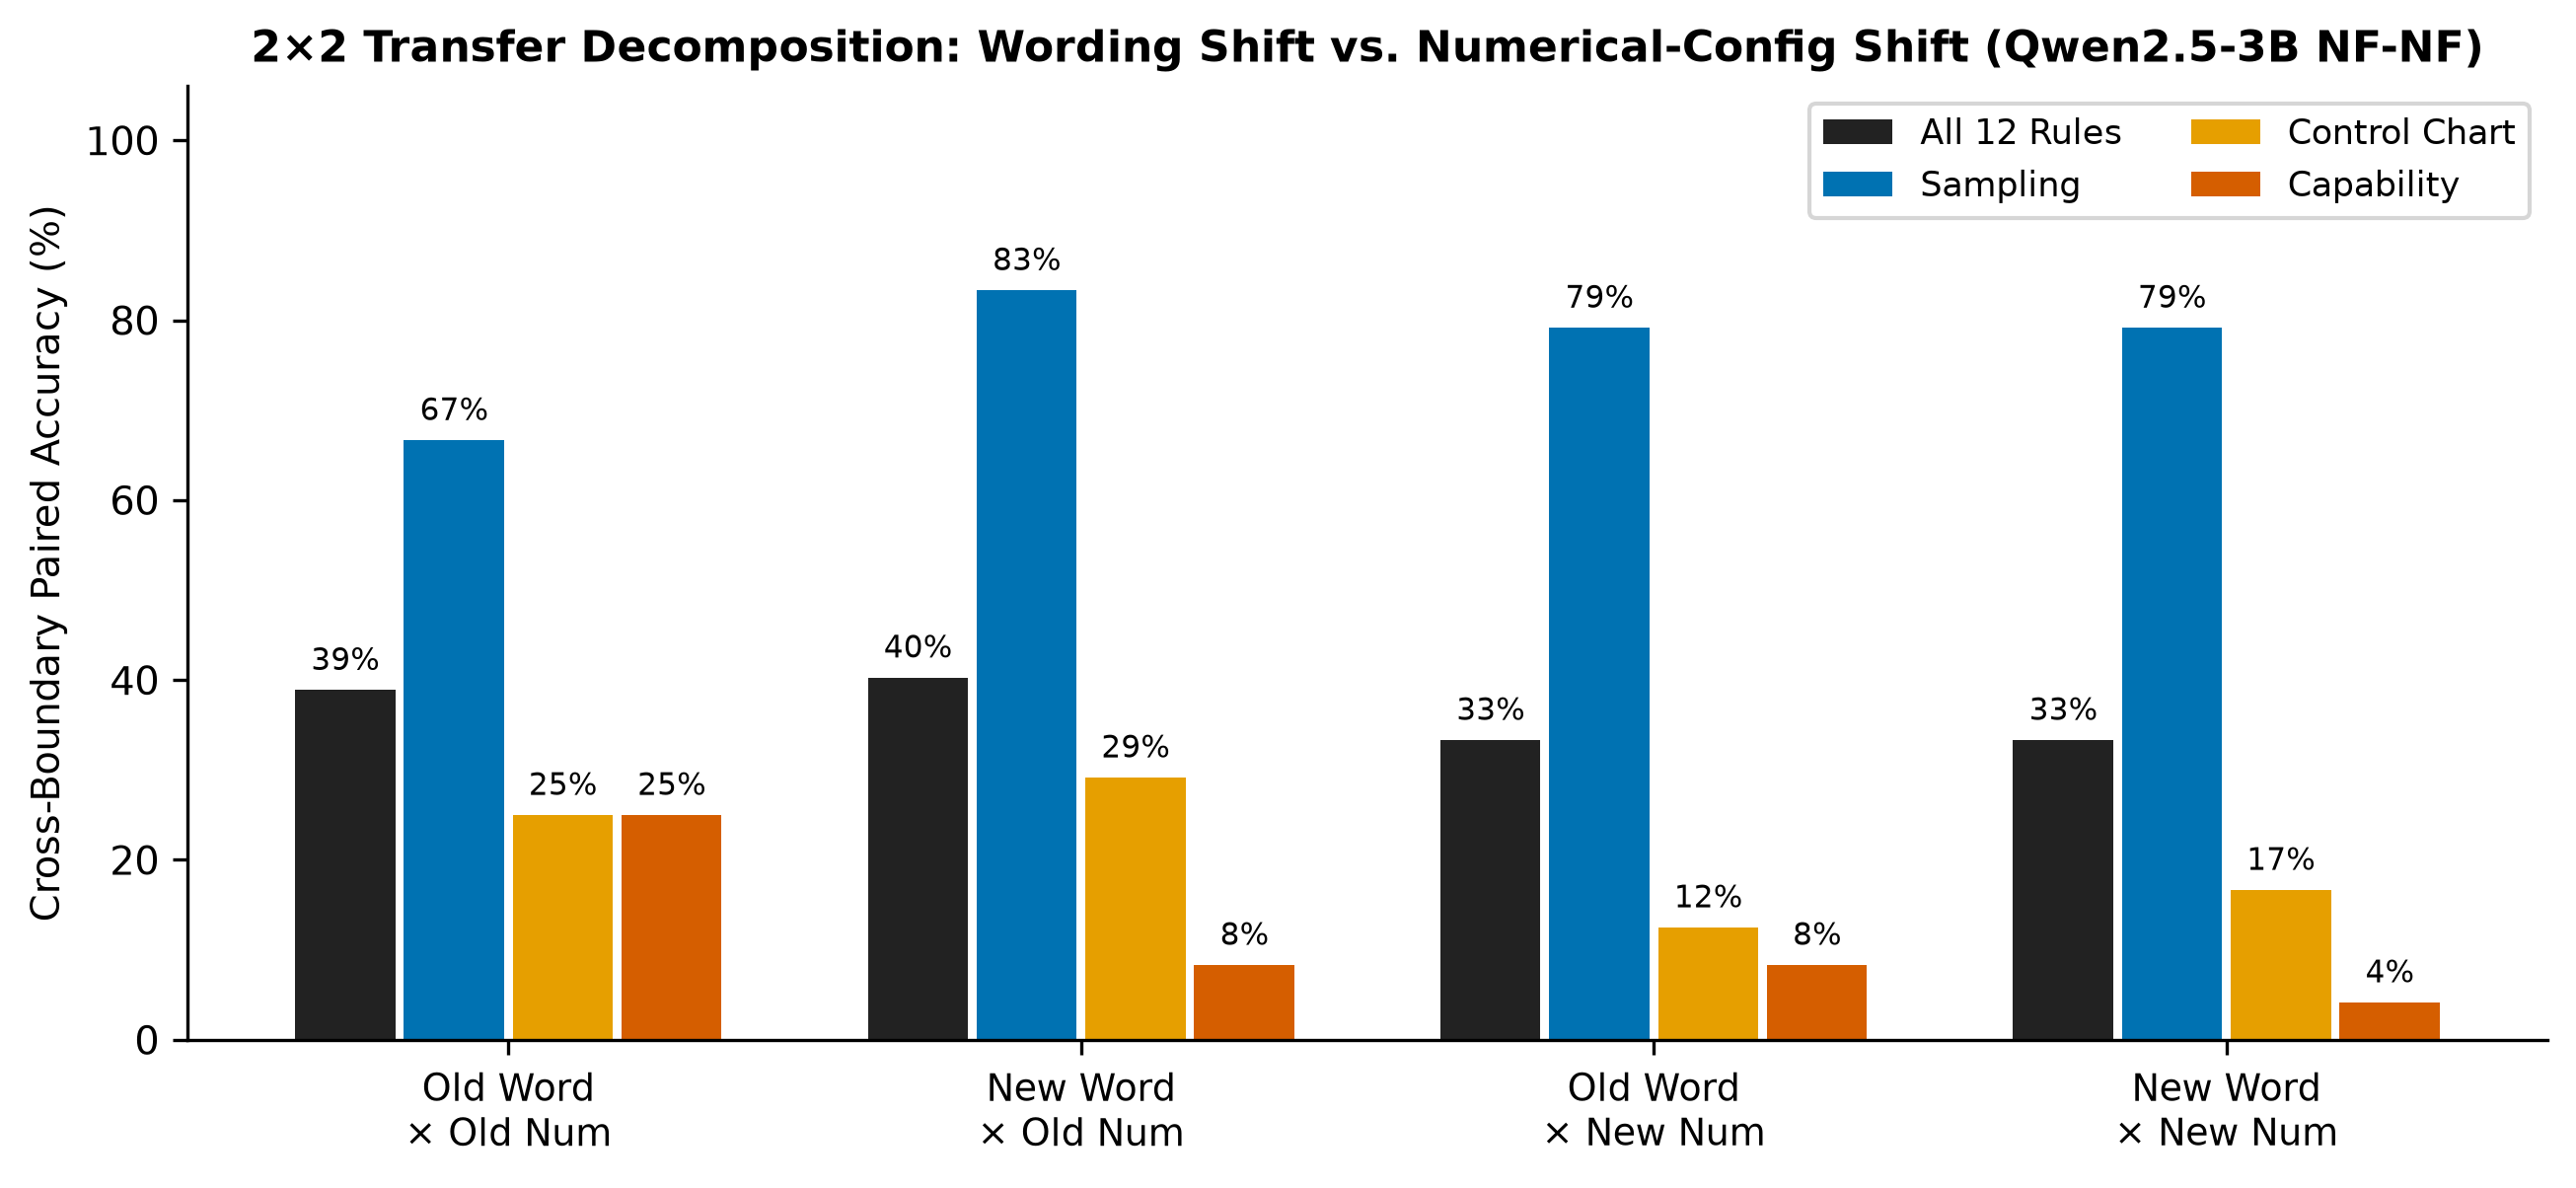 2×2 Transfer Decomposition: Wording Shift vs. Numerical-Config Shift (Qwen2.5-3B NF-NF)
Cross-Boundary Paired Accuracy (%)
100
80
60
40
20
0
All 12 Rules
Sampling
Control Chart
Capability
39%
67%
25%
25%
40%
83%
29%
8%
33%
79%
12%
8%
33%
79%
17%
4%
Old Word
× Old Num
New Word
× Old Num
Old Word
× New Num
New Word
× New Num